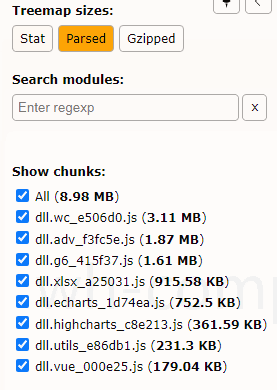 Treemap sizes:
Stat Parsed Gzipped
Search modules:
Enter regexp x
Show chunks:
All (8.98 MB)
dll.wc_e506d0.js (3.11 MB)
dll.adv_f3fc5e.js (1.87 MB)
dll.g6_415f37.js (1.61 MB)
dll.xlsx_a25031.js (915.58 KB)
dll.echarts_1d74ea.js (752.5 KB)
dll.highcharts_c8e213.js (361.59 KB)
dll.utils_e86db1.js (231.3 KB)
dll.vue_000e25.js (179.04 KB)